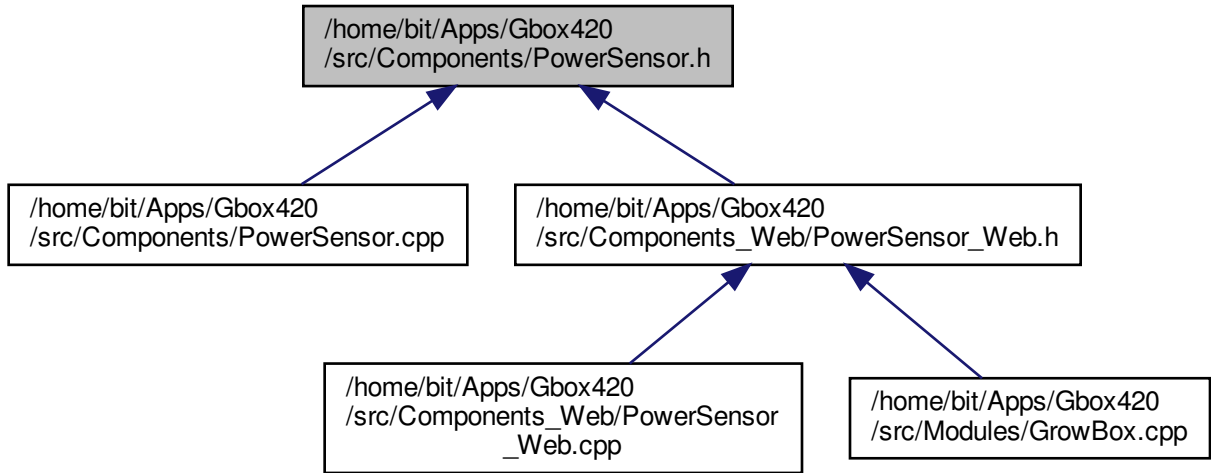 /home/bit/Apps/Gbox420
/src/Components/PowerSensor.h
/home/bit/Apps/Gbox420
/src/Components/PowerSensor.cpp
/home/bit/Apps/Gbox420
/src/Components_Web/PowerSensor_Web.h
/home/bit/Apps/Gbox420
/src/Components_Web/PowerSensor
_Web.cpp
/home/bit/Apps/Gbox420
/src/Modules/GrowBox.cpp